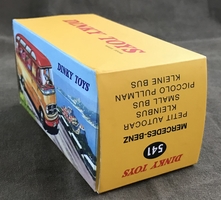 DINKY TOYS
DINKY TOYS
DINKY TOYS
541
MERCEDES-BENZ
PETIT AUTOCAR
KLEINBUS
SMALL BUS
PICCOLO PULLMAN
KLEINE BUS